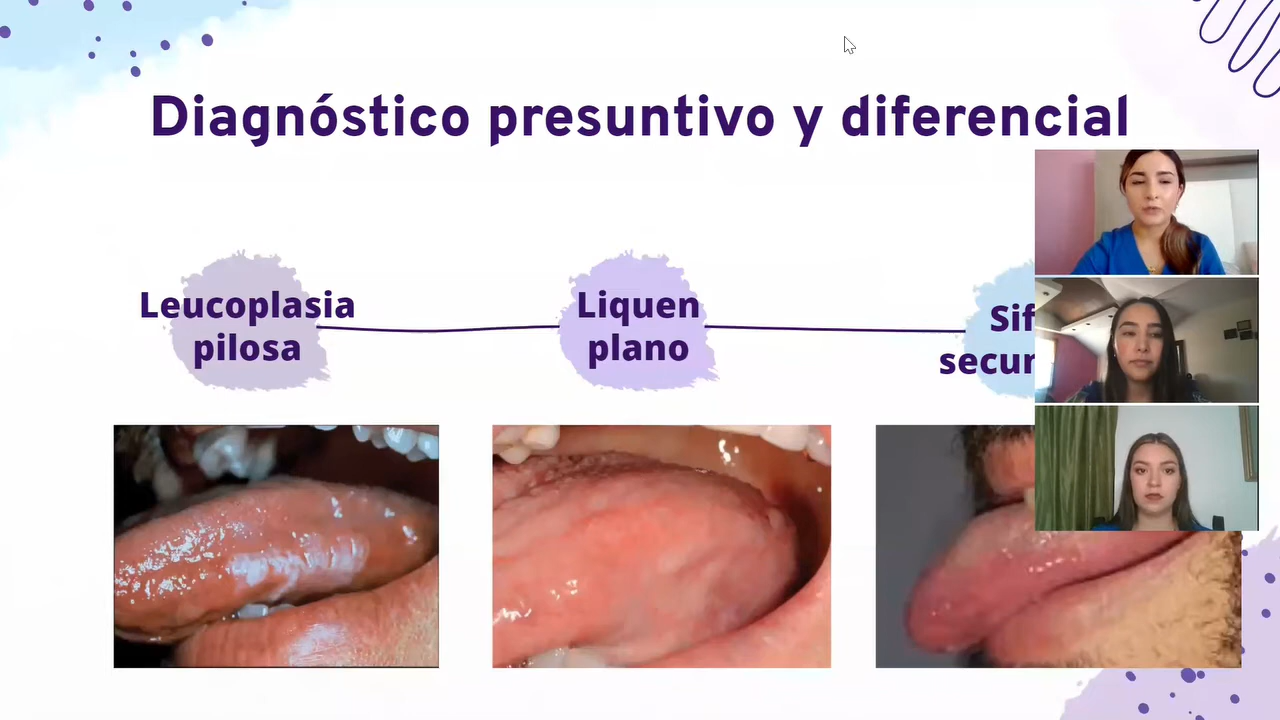 Diagnóstico presuntivo y diferencial
Leucoplasia
pilosa
Liquen
plano